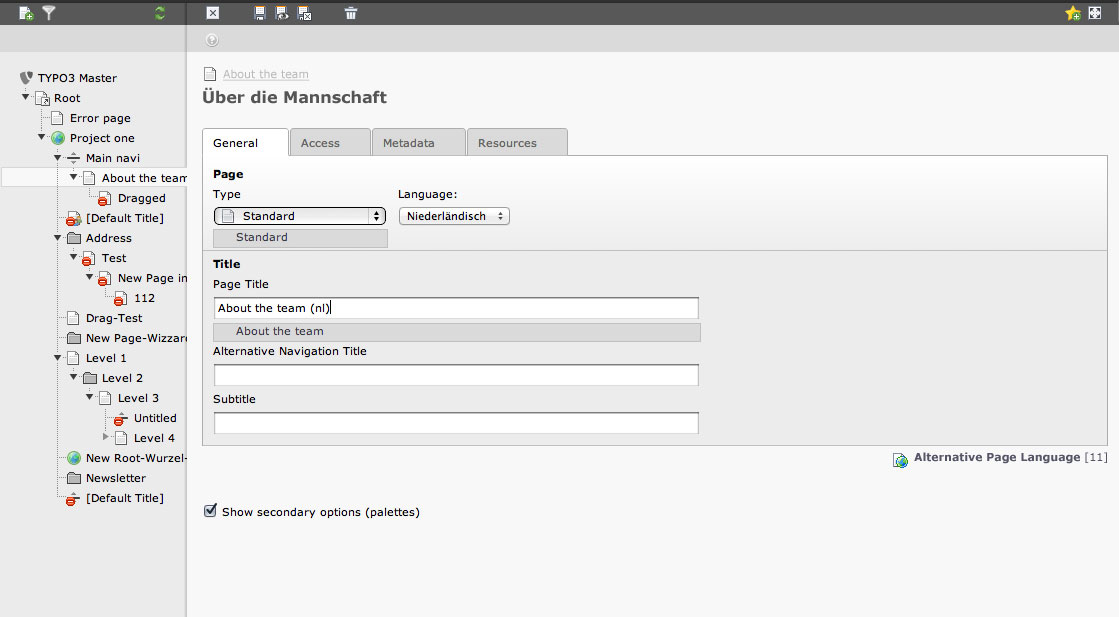 TYPO3 Master
Root
Error page
Project one
Main navi
About the team
Dragged
[Default Title]
Address
Test
New Page in
112
Drag-Test
New Page-Wizzard
Level 1
Level 2
Level 3
Untitled
Level 4
New Root-Wurzel-
Newsletter
[Default Title]
About the team
Über die Mannschaft
General Access Metadata Resources
Page
Type Language:
Standard Niederländisch
Standard
Title
Page Title
About the team (nl)
About the team
Alternative Navigation Title
Subtitle
Alternative Page Language [11]
Show secondary options (palettes)